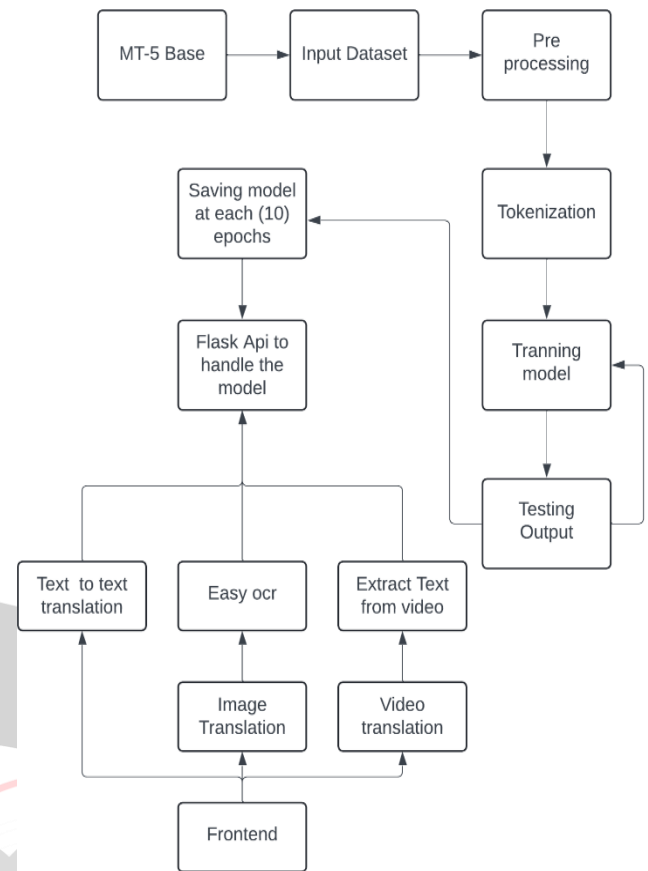 MT-5 Base
Input Dataset
Pre
processing
Saving model
at each (10)
epochs
Tokenization
Flask Api to
handle the
model
Tranning
model
Testing
Output
Text to text
translation
Easy ocr
Extract Text
from video
Image
Translation
Video
translation
Frontend